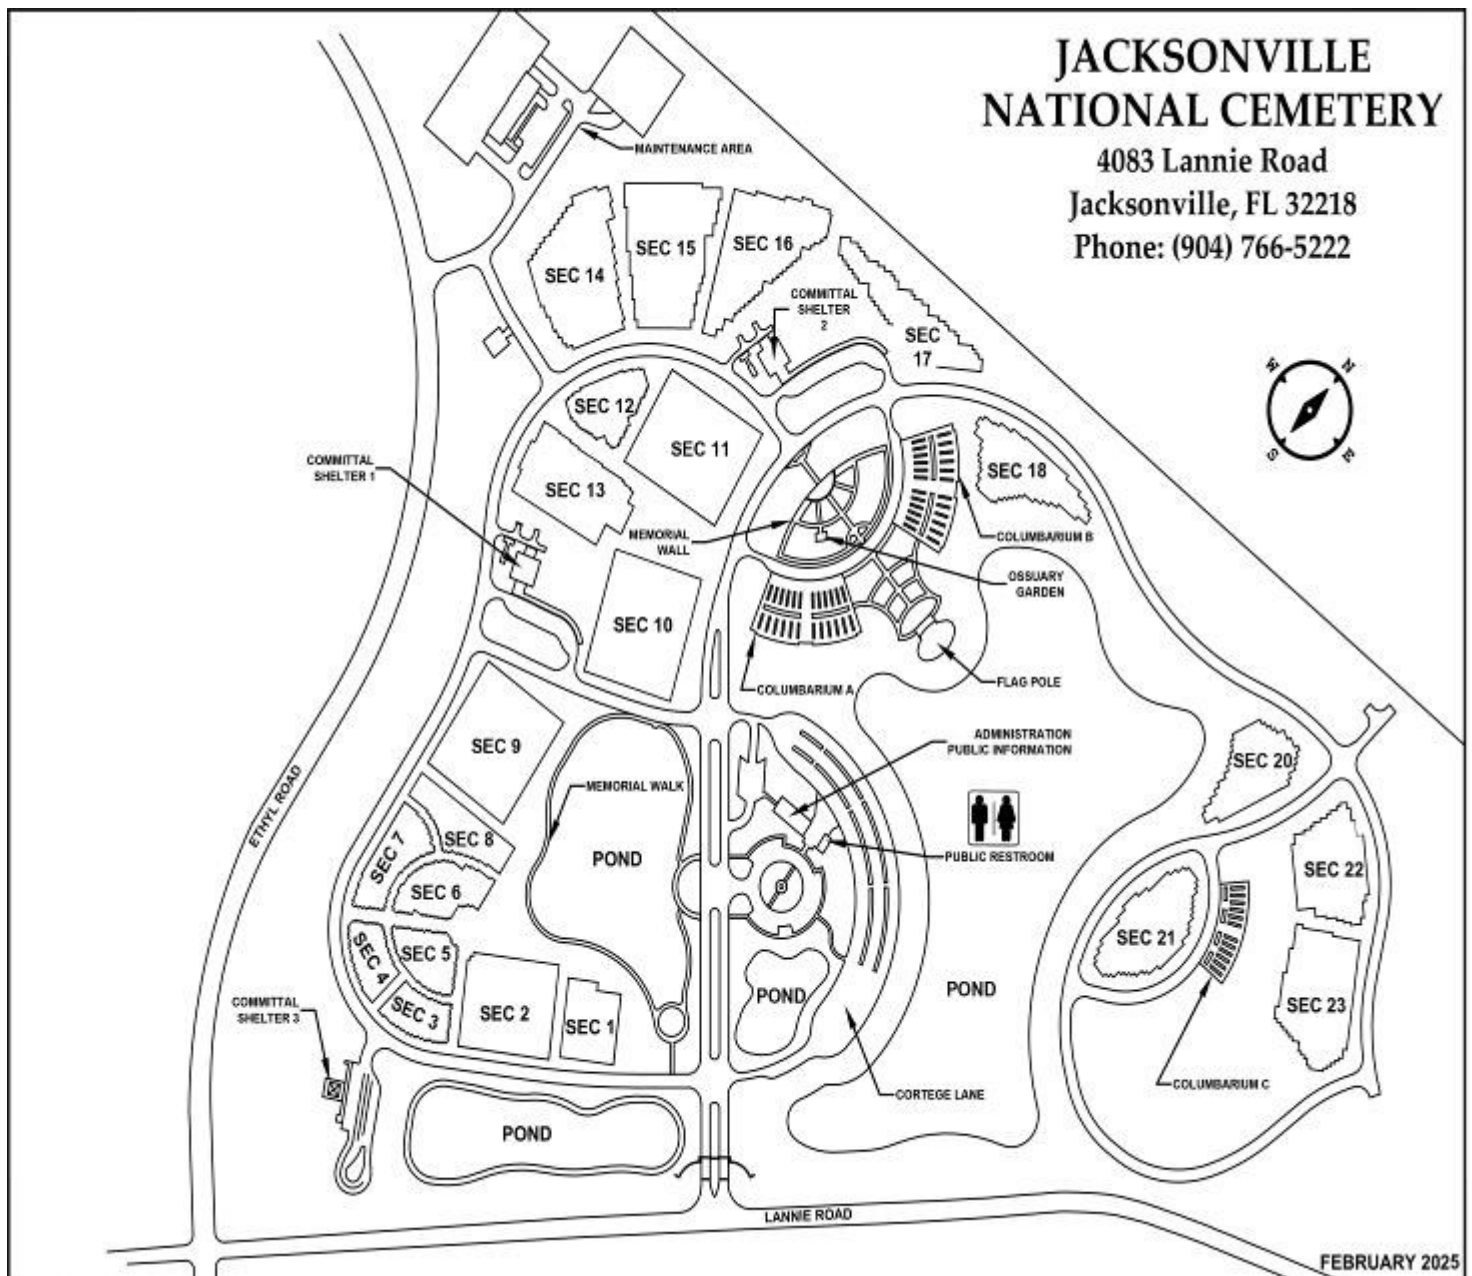 JACKSONVILLE
NATIONAL CEMETERY
4083 Lannie Road
Jacksonville, FL 32218
Phone: (904) 766-5222
MAINTENANCE AREA
SEC 14
SEC 15
SEC 16
COMMITTAL
SHELTER
2
SEC
17
N
W
S
E
SEC 12
SEC 11
SEC 13
COMMITTAL
SHELTER 1
SEC 18
MEMORIAL
WALL
COLUMBARIUM B
OSSUARY
GARDEN
SEC 10
COLUMBARIUM A
FLAG POLE
SEC 9
ADMINISTRATION
PUBLIC INFORMATION
SEC 20
MEMORIAL WALK
ETHYL ROAD
SEC 7
SEC 8
POND
PUBLIC RESTROOM
SEC 22
SEC 6
SEC 21
SEC 4
SEC 5
POND
POND
COMMITTAL
SHELTER 3
SEC 3
SEC 2
SEC 1
SEC 23
COLUMBARIUM C
CORTEGE LANE
POND
LANNIE ROAD
FEBRUARY 2025